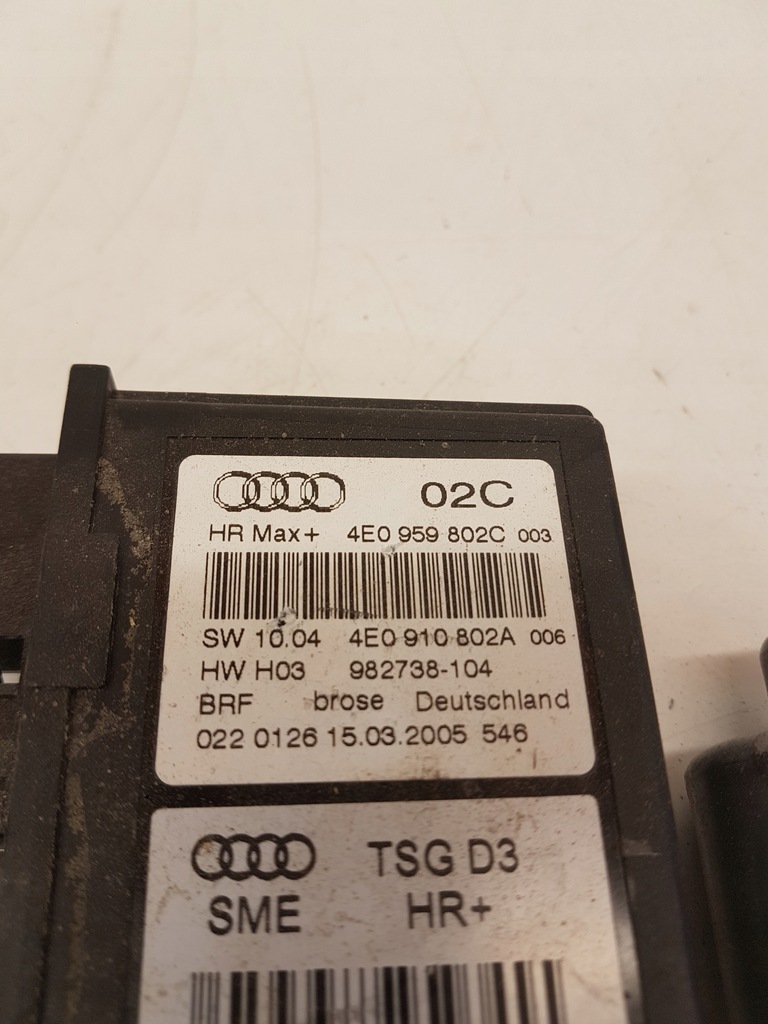 02C
HR Max+ 4E0 959 802C 003
SW 10.04 4E0 910 802A 006
HW H03 982738-104
BRF brose Deutschland
022 0126 15.03.2005 546
TSG D3
SME HR+